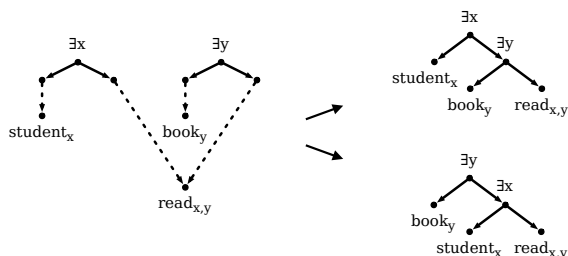 ∃x ∃y
student_x book_y
read_x,y
∃x
∃y
student_x
book_y read_x,y
∃y
∃x
book_y
student_x read_x,y